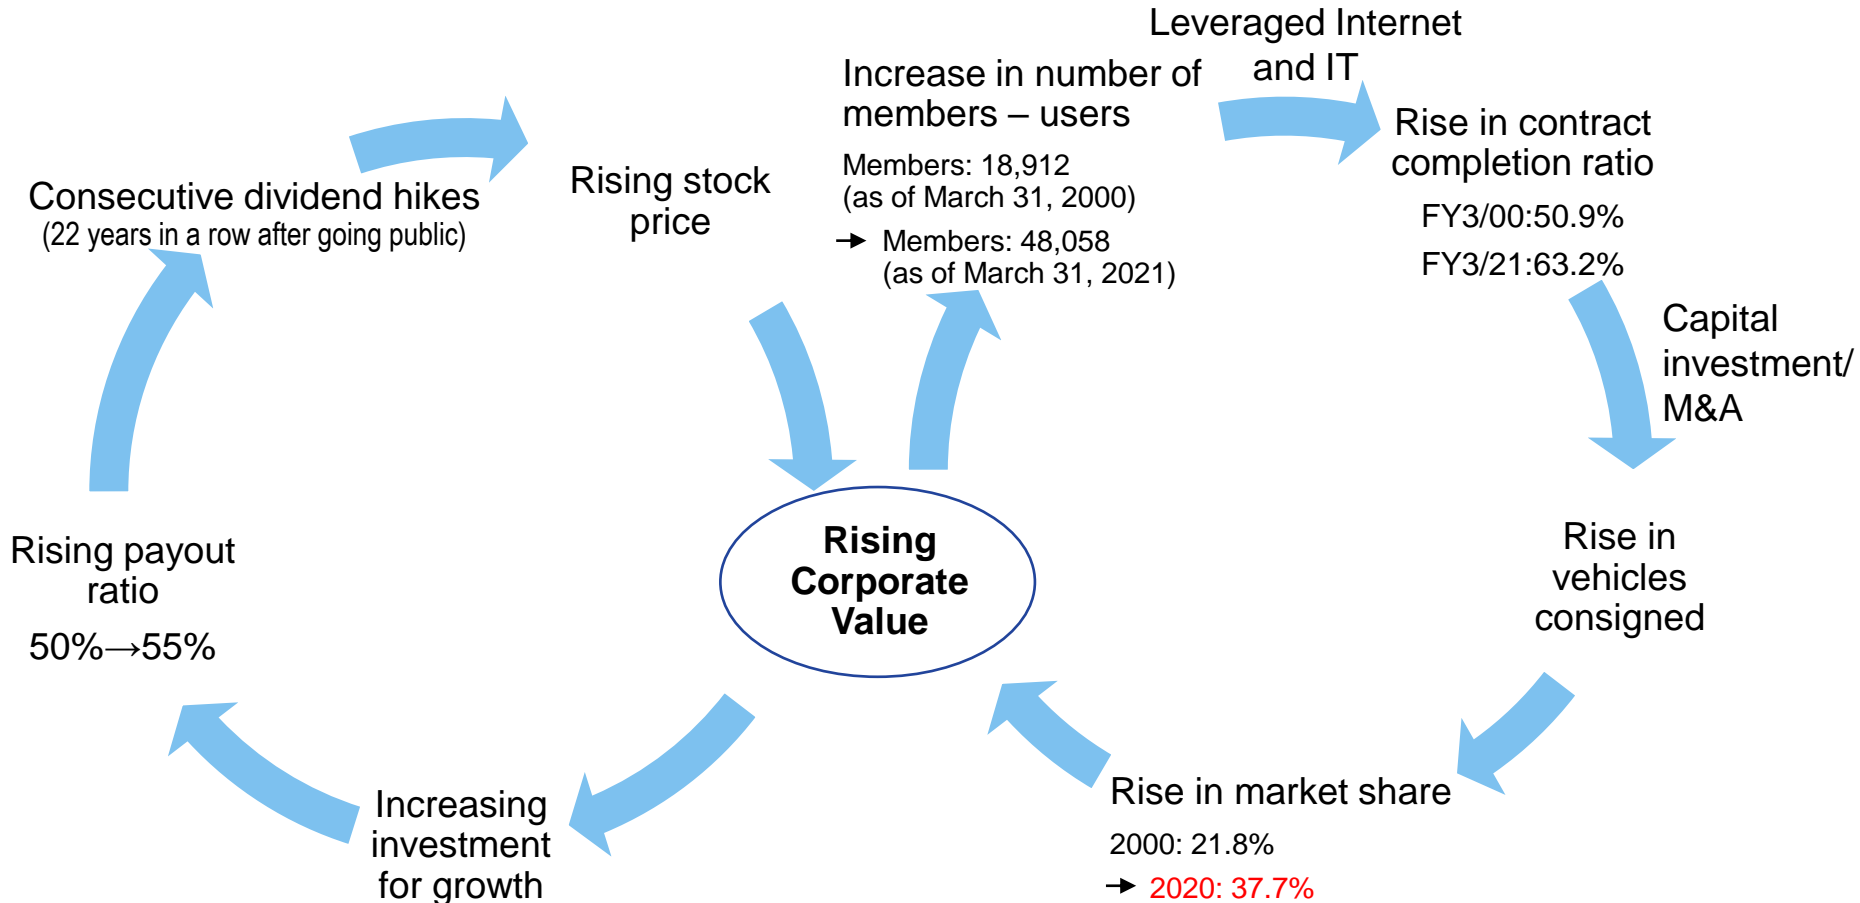 Leveraged Internet
and IT
Increase in number of
members – users
Members: 18,912
(as of March 31, 2000)
→ Members: 48,058
(as of March 31, 2021)
Rise in contract
completion ratio
FY3/00:50.9%
FY3/21:63.2%
Capital
investment/
M&A
Rise in
vehicles
consigned
Rise in market share
2000: 21.8%
→ 2020: 37.7%
Rising
Corporate
Value
Increasing
investment
for growth
Rising payout
ratio
50%→55%
Consecutive dividend hikes
(22 years in a row after going public)
Rising stock
price